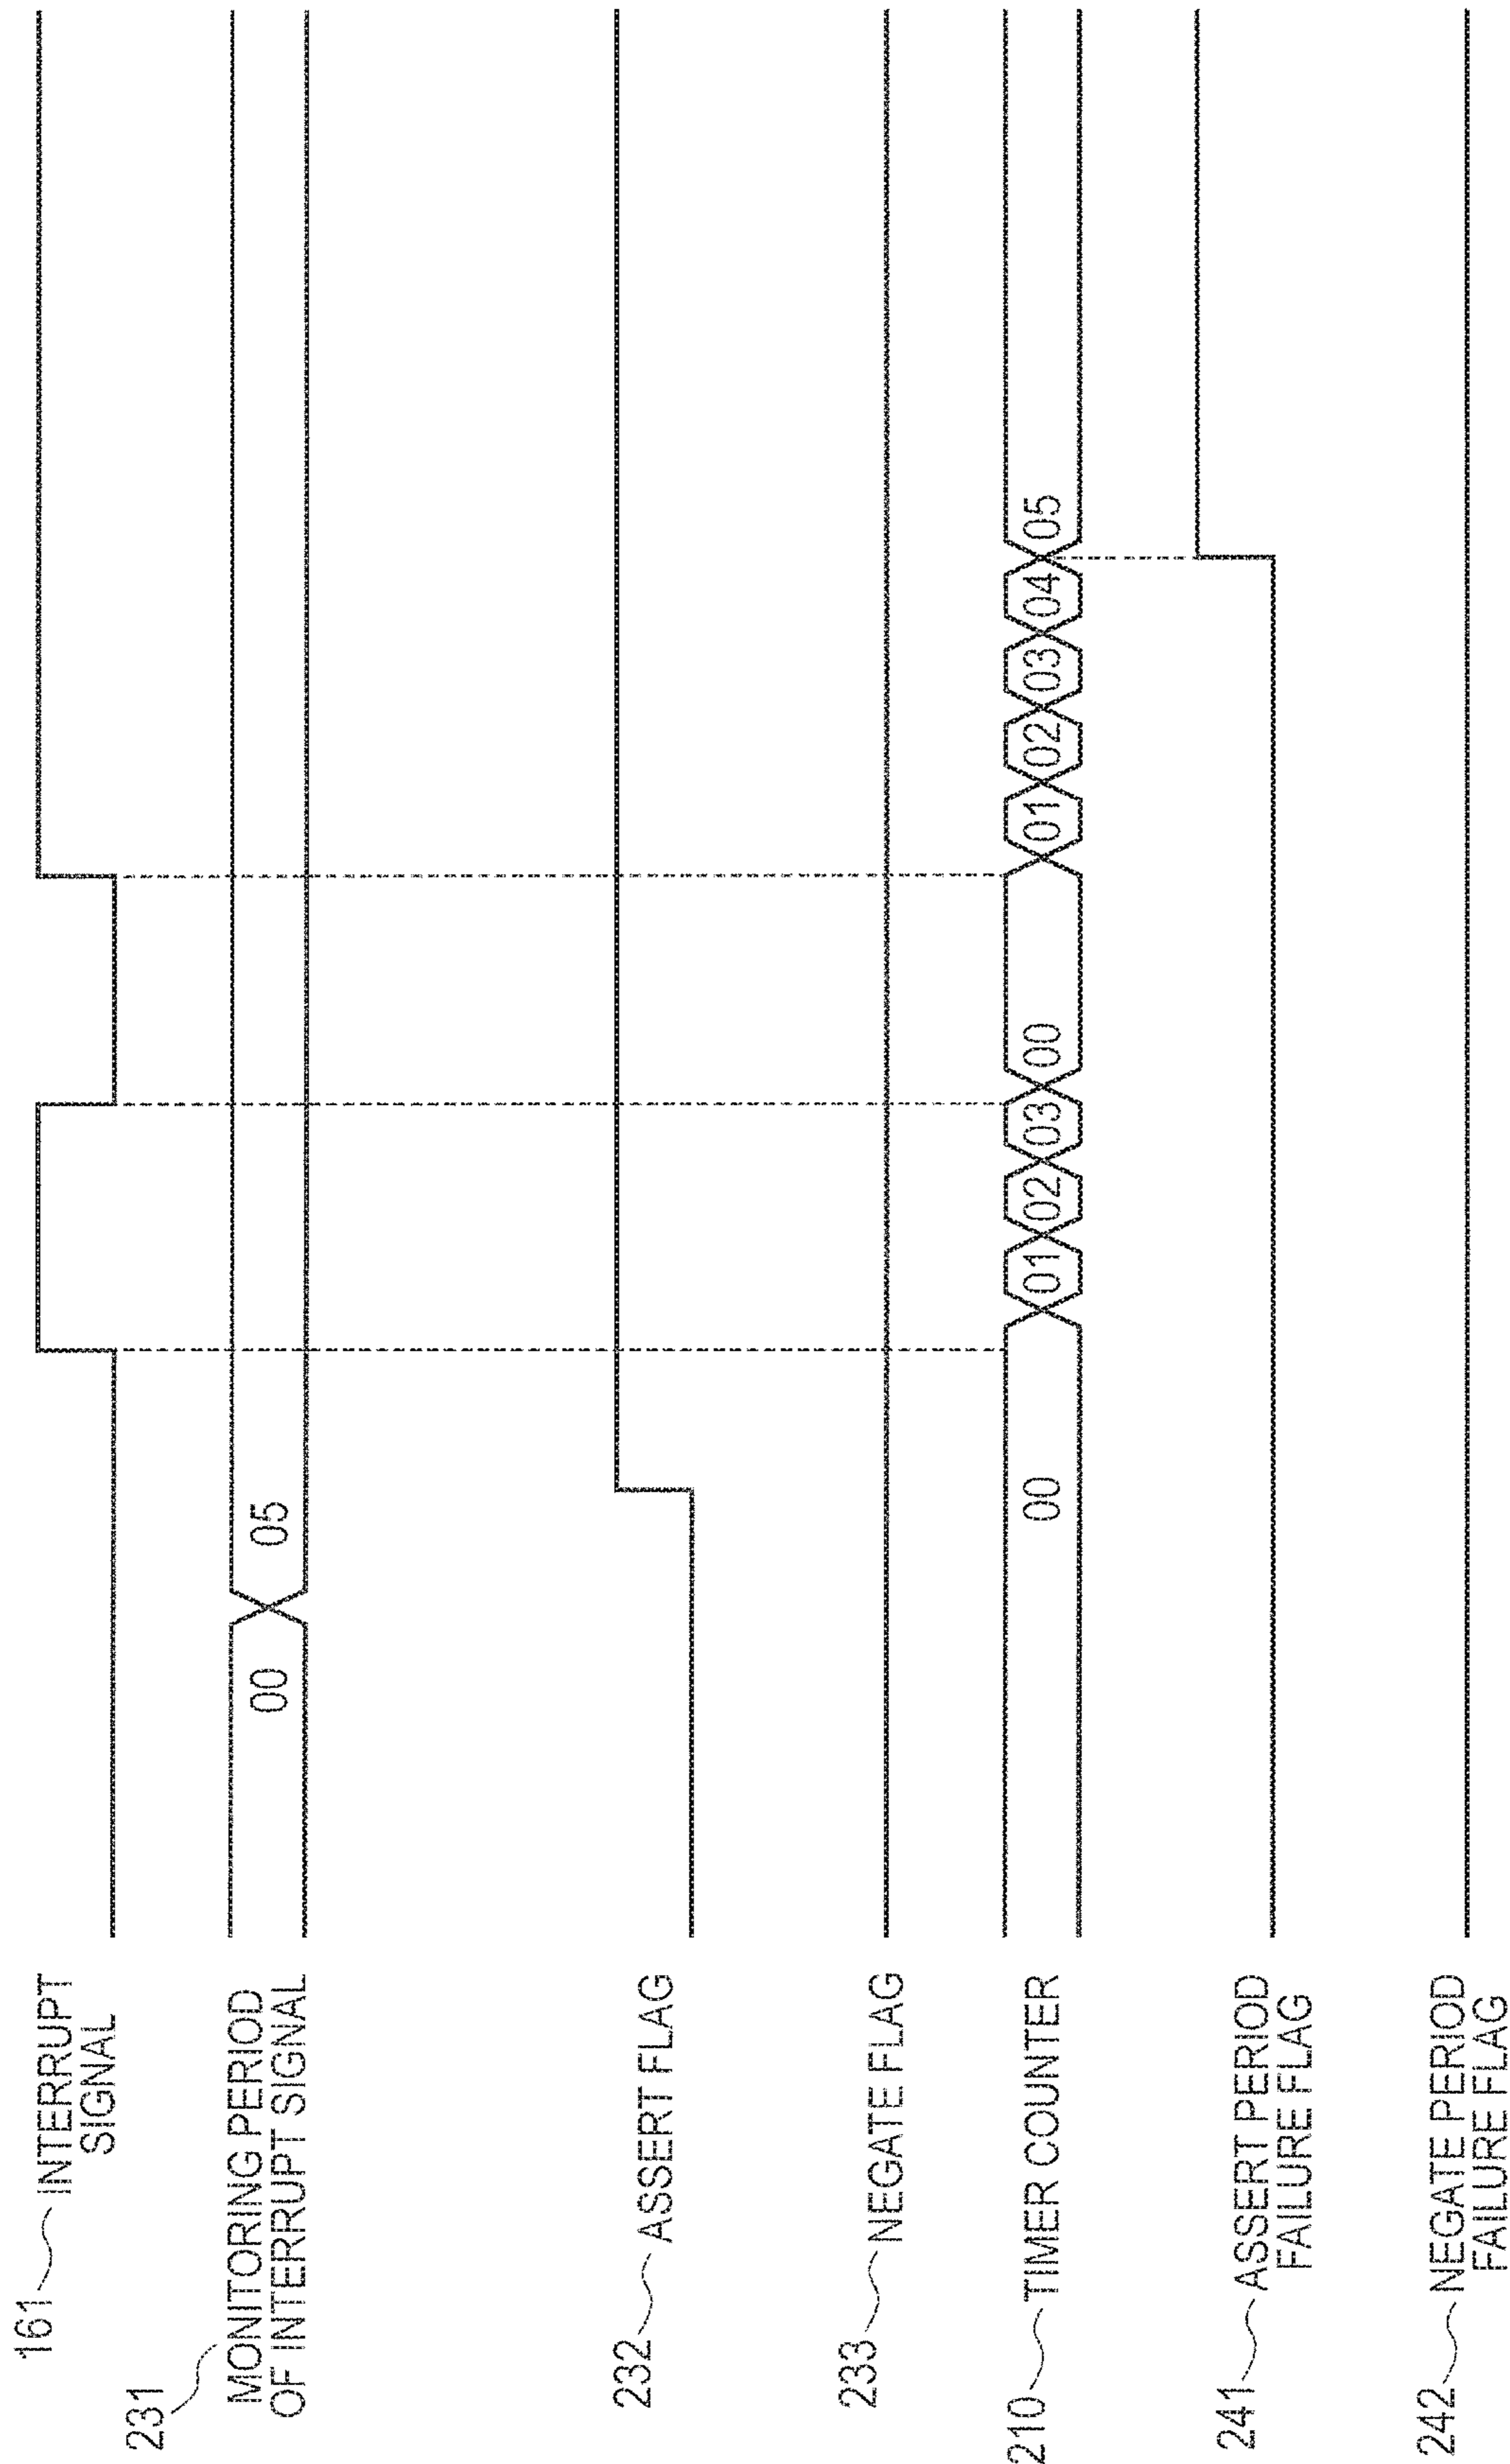 161 INTERRUPT
SIGNAL
231
MONITORING PERIOD
OF INTERRUPT SIGNAL
00 05
232 ASSERT FLAG
233 NEGATE FLAG
210 TIMER COUNTER
00 01 02 03 00 01 02 03 04 05
241 ASSERT PERIOD
FAILURE FLAG
242 NEGATE PERIOD
FAILURE FLAG